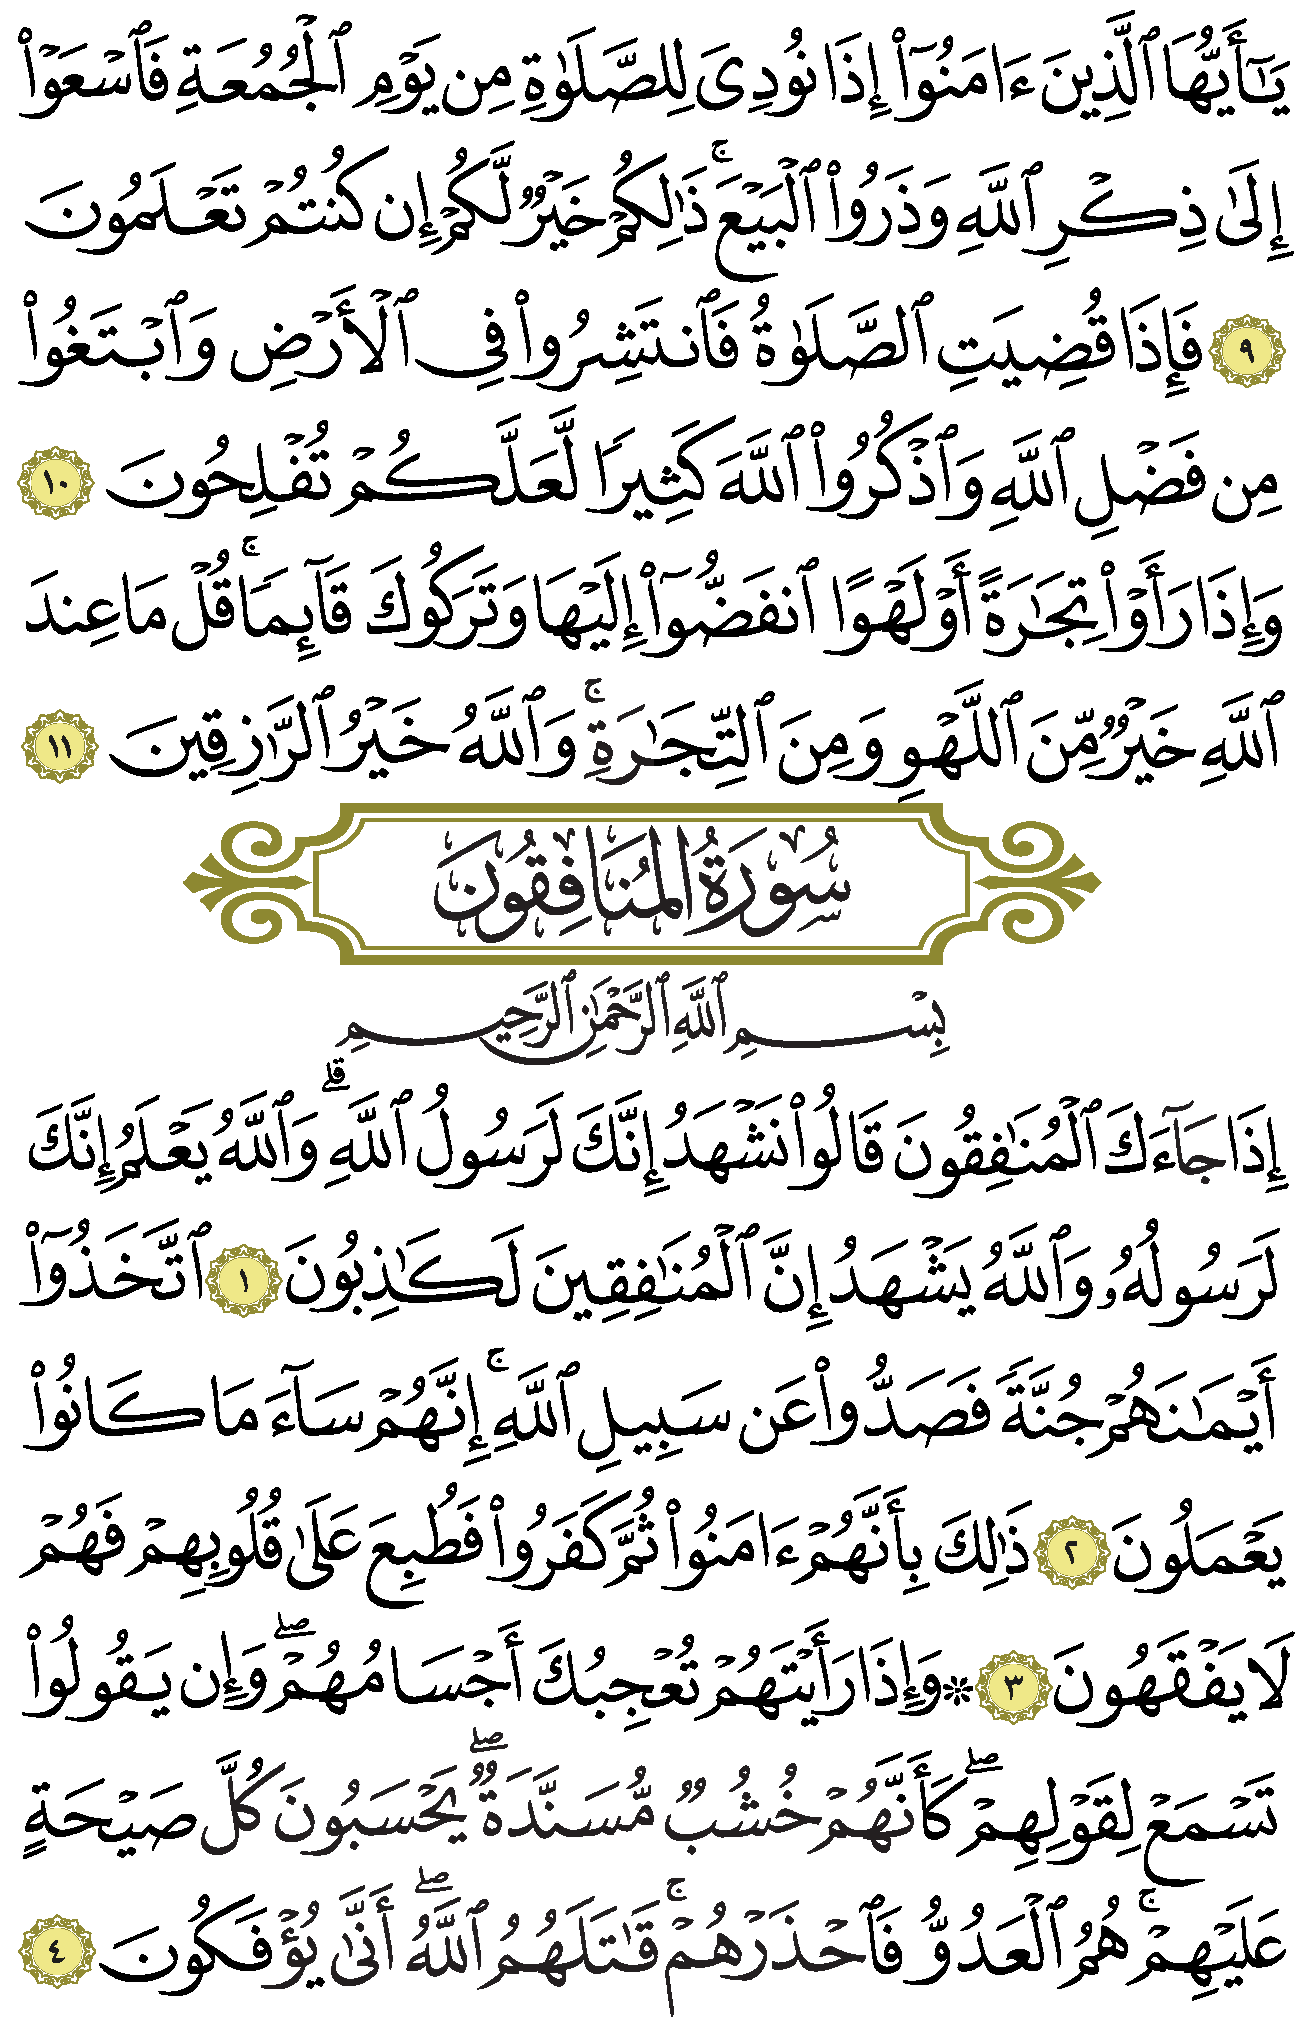 يَٰٓأَيُّهَا ٱلَّذِينَ ءَامَنُوٓا۟ إِذَا نُودِىَ لِلصَّلَوٰةِ مِن يَوْمِ ٱلْجُمُعَةِ فَٱسْعَوْا۟
إِلَىٰ ذِكْرِ ٱللَّهِ وَذَرُوا۟ ٱلْبَيْعَ ۚ ذَٰلِكُمْ خَيْرٌ لَّكُمْ إِن كُنتُمْ تَعْلَمُونَ
٩ فَإِذَا قُضِيَتِ ٱلصَّلَوٰةُ فَٱنتَشِرُوا۟ فِى ٱلْأَرْضِ وَٱبْتَغُوا۟
مِن فَضْلِ ٱللَّهِ وَٱذْكُرُوا۟ ٱللَّهَ كَثِيرًا لَّعَلَّكُمْ تُفْلِحُونَ ١٠
وَإِذَا رَأَوْا۟ تِجَٰرَةً أَوْ لَهْوًا ٱنفَضُّوٓا۟ إِلَيْهَا وَتَرَكُوكَ قَآئِمًا ۚ قُلْ مَا عِندَ
ٱللَّهِ خَيْرٌ مِّنَ ٱللَّهْوِ وَمِنَ ٱلتِّجَٰرَةِ ۚ وَٱللَّهُ خَيْرُ ٱلرَّٰزِقِينَ ١١
سُورَةُ الْمُنَافِقُونَ
بِسْمِ ٱللَّهِ ٱلرَّحْمَٰنِ ٱلرَّحِيمِ
إِذَا جَآءَكَ ٱلْمُنَٰفِقُونَ قَالُوا۟ نَشْهَدُ إِنَّكَ لَرَسُولُ ٱللَّهِ ۗ وَٱللَّهُ يَعْلَمُ إِنَّكَ
لَرَسُولُهُۥ وَٱللَّهُ يَشْهَدُ إِنَّ ٱلْمُنَٰفِقِينَ لَكَٰذِبُونَ ١ ٱتَّخَذُوٓا۟
أَيْمَٰنَهُمْ جُنَّةً فَصَدُّوا۟ عَن سَبِيلِ ٱللَّهِ ۚ إِنَّهُمْ سَآءَ مَا كَانُوا۟
يَعْمَلُونَ ٢ ذَٰلِكَ بِأَنَّهُمْ ءَامَنُوا۟ ثُمَّ كَفَرُوا۟ فَطُبِعَ عَلَىٰ قُلُوبِهِمْ فَهُمْ
لَا يَفْقَهُونَ ٣ ۞ وَإِذَا رَأَيْتَهُمْ تُعْجِبُكَ أَجْسَامُهُمْ ۖ وَإِن يَقُولُوا۟
تَسْمَعْ لِقَوْلِهِمْ ۖ كَأَنَّهُمْ خُشُبٌ مُّسَنَّدَةٌ ۖ يَحْسَبُونَ كُلَّ صَيْحَةٍ
عَلَيْهِمْ ۚ هُمُ ٱلْعَدُوُّ فَٱحْذَرْهُمْ ۚ قَٰتَلَهُمُ ٱللَّهُ ۖ أَنَّىٰ يُؤْفَكُونَ ٤